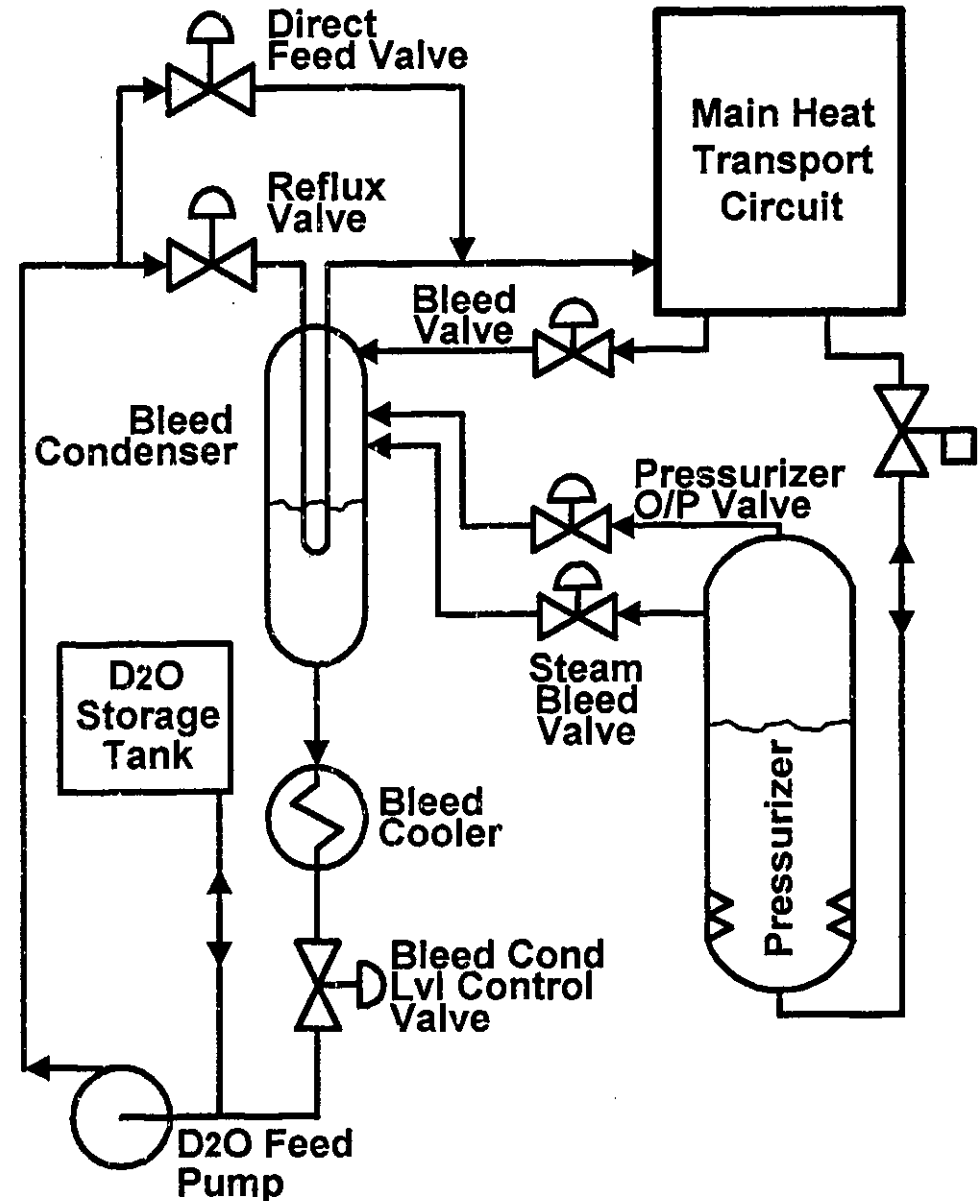 Direct
Feed Valve
Main Heat
Transport
Circuit
Reflux
Valve
Bleed
Valve
Bleed
Condenser
Pressurizer
O/P Valve
Steam
Bleed
Valve
D2O
Storage
Tank
Bleed
Cooler
Pressurizer
Bleed Cond
Lvl Control
Valve
D2O Feed
Pump